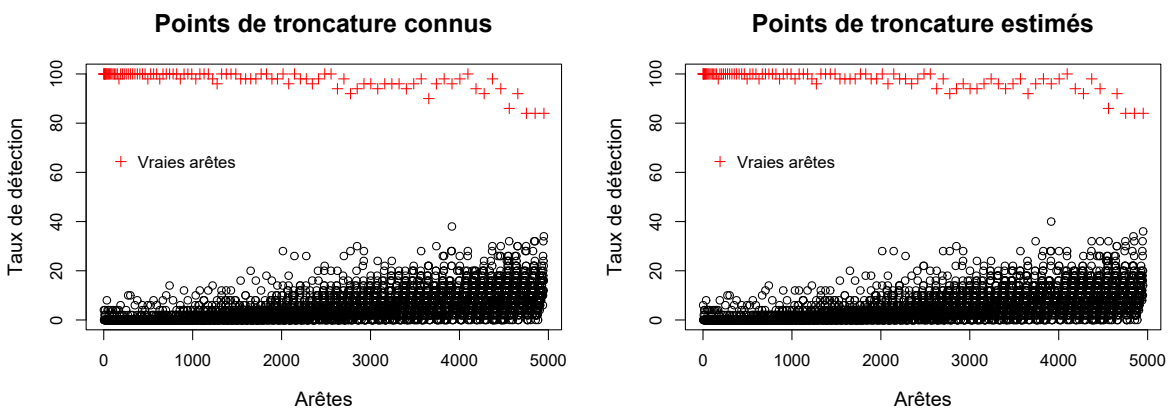 Points de troncature connus
Taux de détection
100
80
60
40
20
0
Vraies arêtes
0 1000 2000 3000 4000 5000
Arêtes
Points de troncature estimés
Taux de détection
100
80
60
40
20
0
Vraies arêtes
0 1000 2000 3000 4000 5000
Arêtes